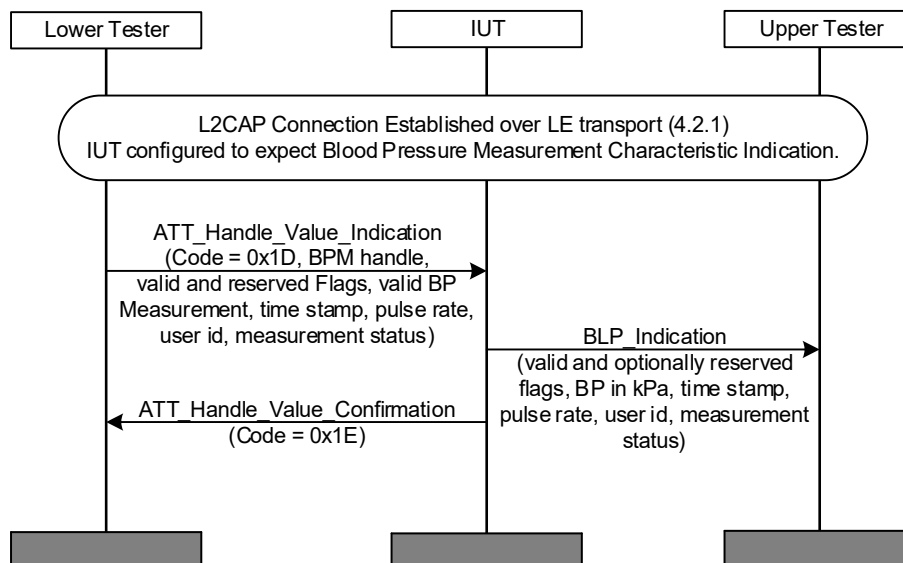 Lower Tester
IUT
Upper Tester
L2CAP Connection Established over LE transport (4.2.1)
IUT configured to expect Blood Pressure Measurement Characteristic Indication.
ATT_Handle_Value_Indication
(Code = 0x1D, BPM handle,
valid and reserved Flags, valid BP
Measurement, time stamp, pulse rate,
user id, measurement status)
BLP_Indication
(valid and optionally reserved
flags, BP in kPa, time stamp,
pulse rate, user id, measurement
status)
ATT_Handle_Value_Confirmation
(Code = 0x1E)